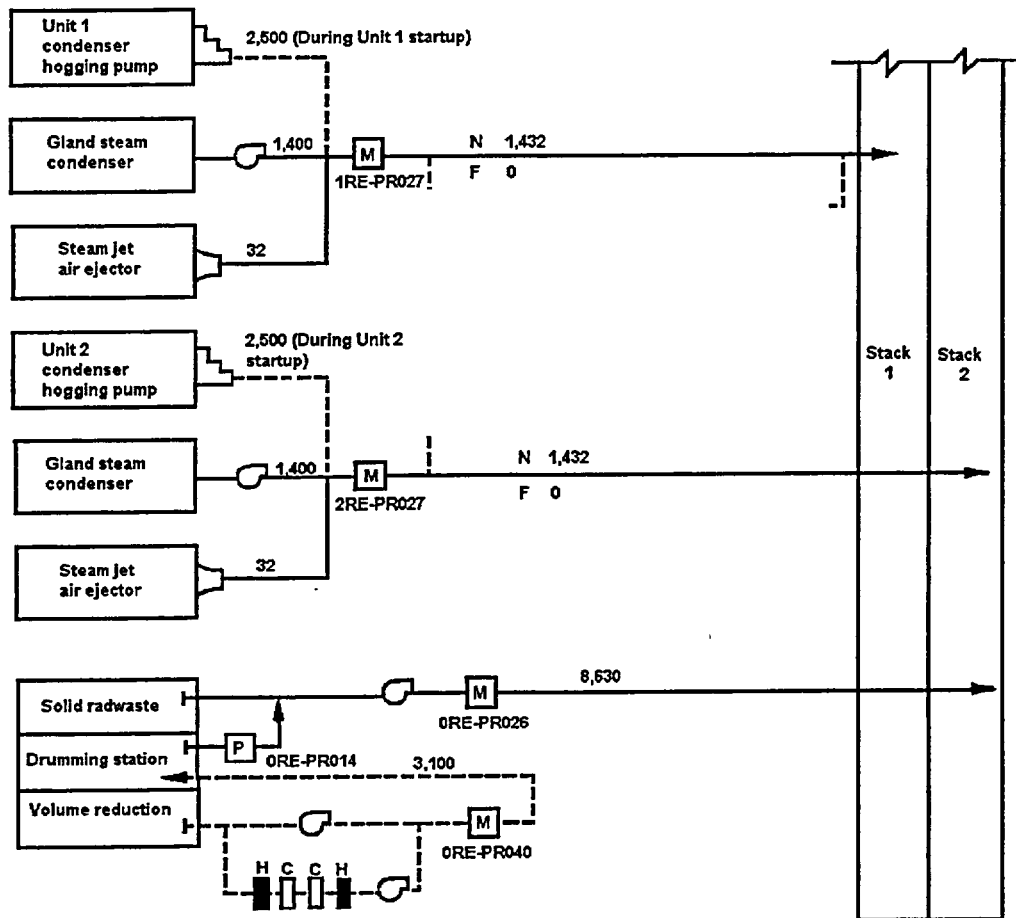 Unit 1
condenser
hogging pump
2,500 (During Unit 1 startup)
Gland steam
condenser
1,400
M
1RE-PR027
N 1,432
F 0
Steam jet
air ejector
32
Unit 2
condenser
hogging pump
2,500 (During Unit 2
startup)
Stack
1
Stack
2
Gland steam
condenser
1,400
M
2RE-PR027
N 1,432
F 0
Steam jet
air ejector
32
Solid radwaste
M
8,630
0RE-PR026
Drumming station
P
0RE-PR014
3,100
Volume reduction
M
0RE-PR040
H C C H